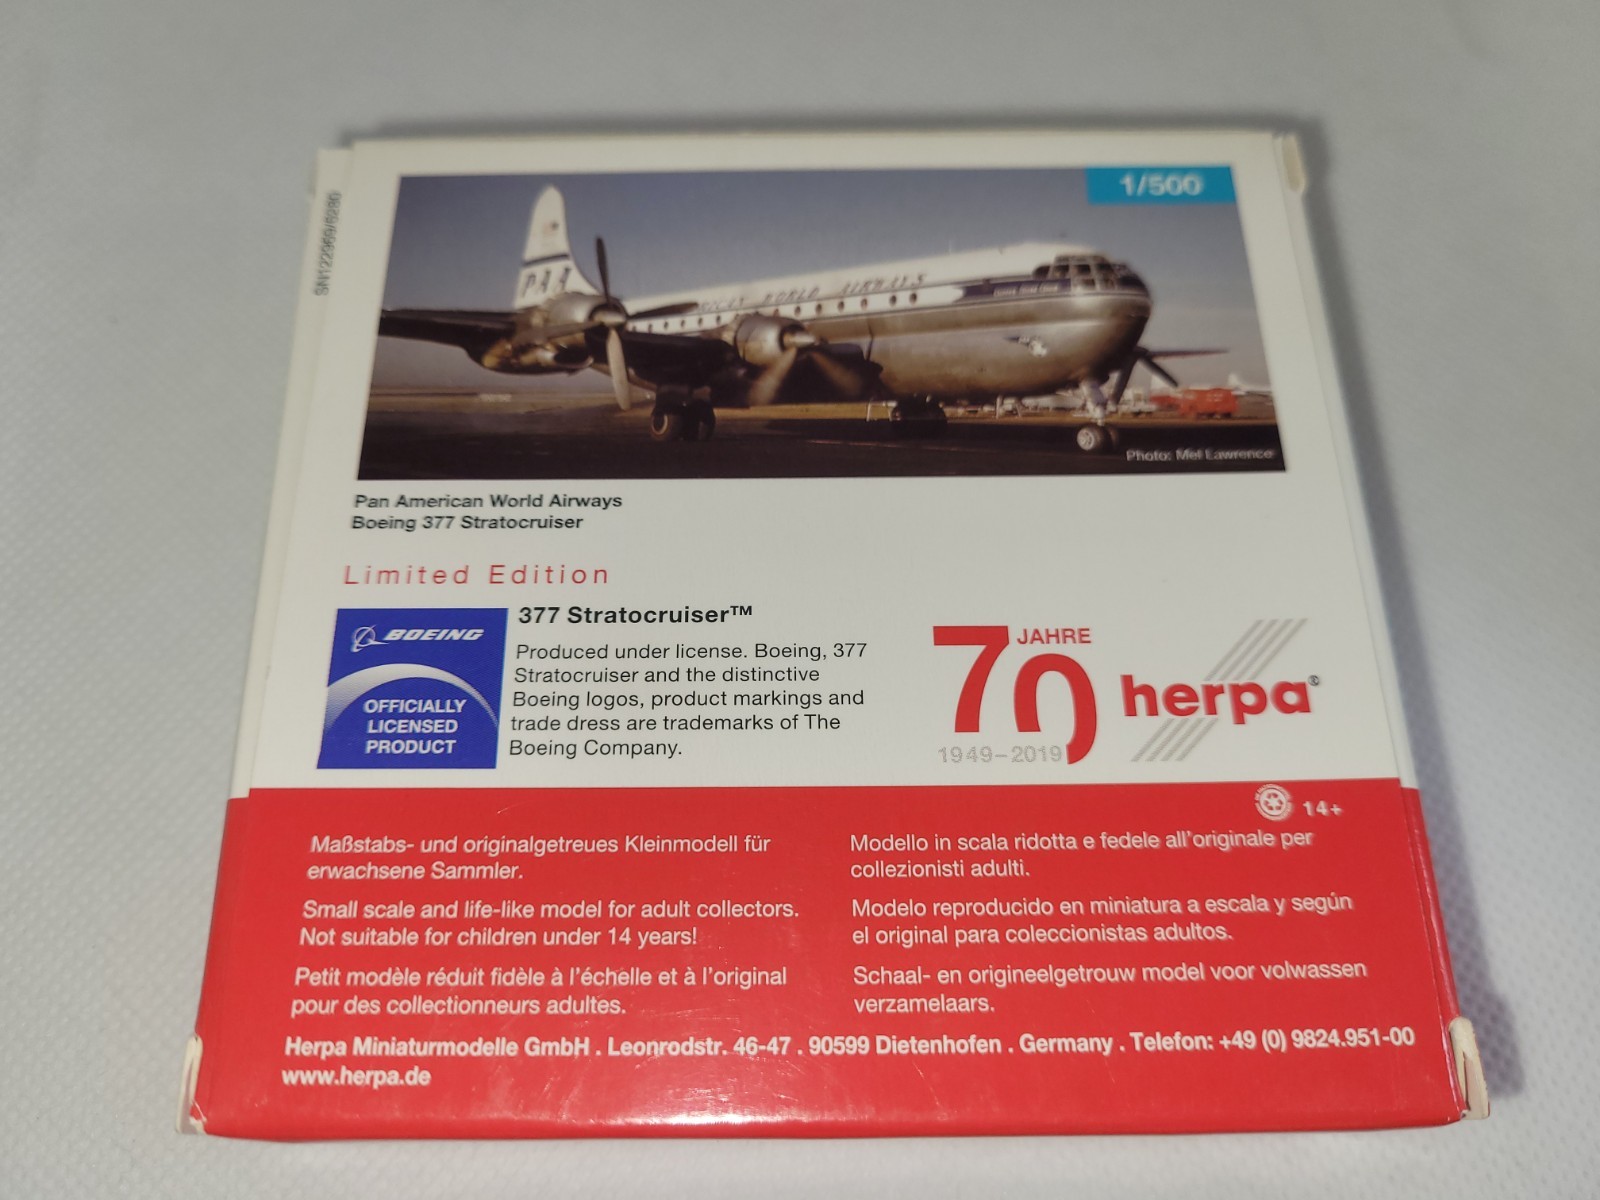 1/500
PAA
WORLD AIRWAYS
Photo: Mel Lawrence
Pan American World Airways
Boeing 377 Stratocruiser
Limited Edition
BOEING
OFFICIALLY
LICENSED
PRODUCT
377 Stratocruiser™
Produced under license. Boeing, 377
Stratocruiser and the distinctive
Boeing logos, product markings and
trade dress are trademarks of The
Boeing Company.
70 JAHRE
1949–2019
herpa®
14+
Maßstabs- und originalgetreues Kleinmodell für
erwachsene Sammler.
Small scale and life-like model for adult collectors.
Not suitable for children under 14 years!
Petit modèle réduit fidèle à l'échelle et à l'original
pour des collectionneurs adultes.
Modello in scala ridotta e fedele all'originale per
collezionisti adulti.
Modelo reproducido en miniatura a escala y según
el original para coleccionistas adultos.
Schaal- en origineelgetrouw model voor volwassen
verzamelaars.
Herpa Miniaturmodelle GmbH . Leonrodstr. 46-47 . 90599 Dietenhofen . Germany . Telefon: +49 (0) 9824.951-00
www.herpa.de